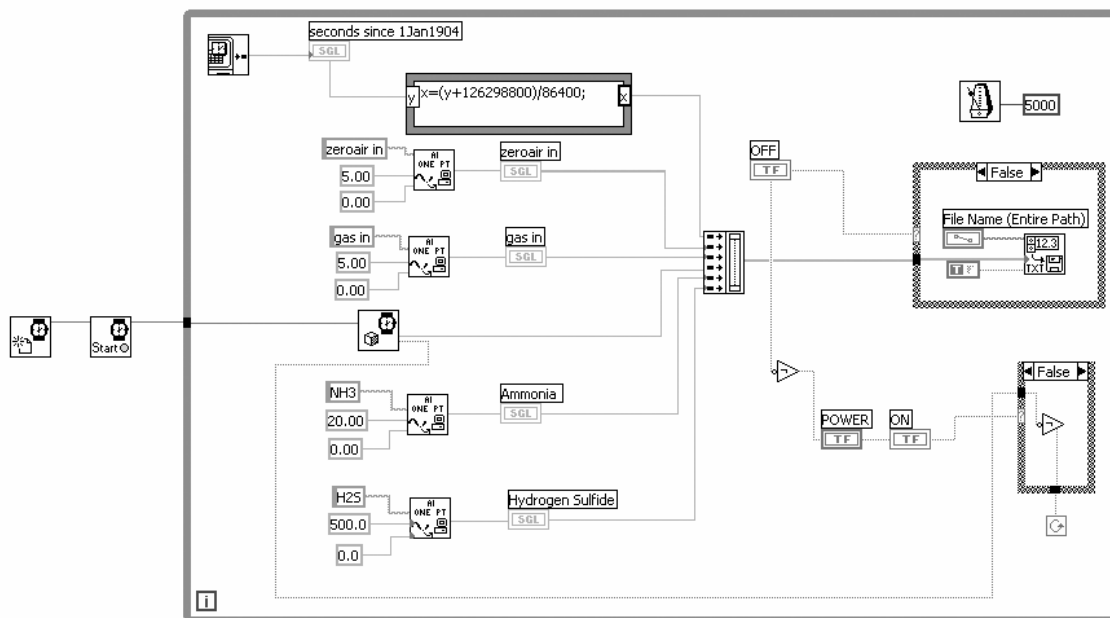 seconds since 1Jan1904
SGL
y
x=(y+126298800)/86400;
x
5000
zeroair in
AI
ONE PT
zeroair in
SGL
5.00
0.00
OFF
TF
False
File Name (Entire Path)
12.3
TXT
T
gas in
AI
ONE PT
gas in
SGL
5.00
0.00
Start
NH3
AI
ONE PT
Ammonia
SGL
20.00
0.00
False
POWER
TF
ON
TF
H2S
AI
ONE PT
Hydrogen Sulfide
SGL
500.0
0.0
i